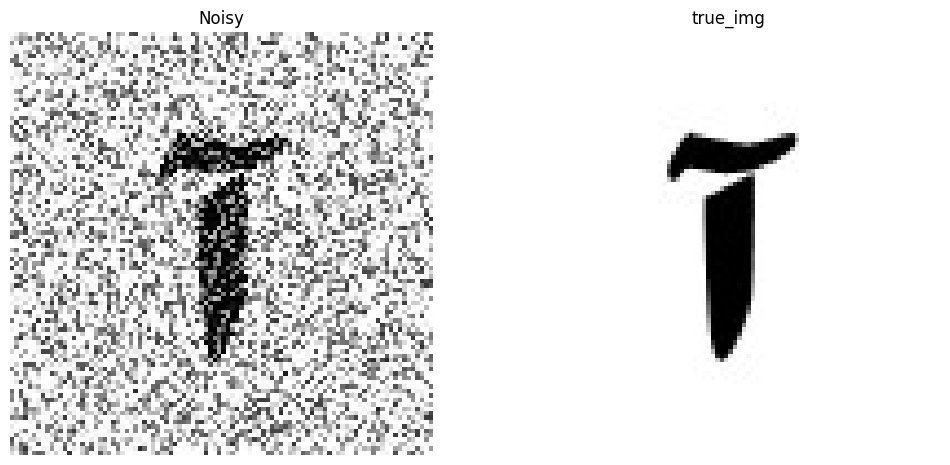 Noisy true_img
آ آ